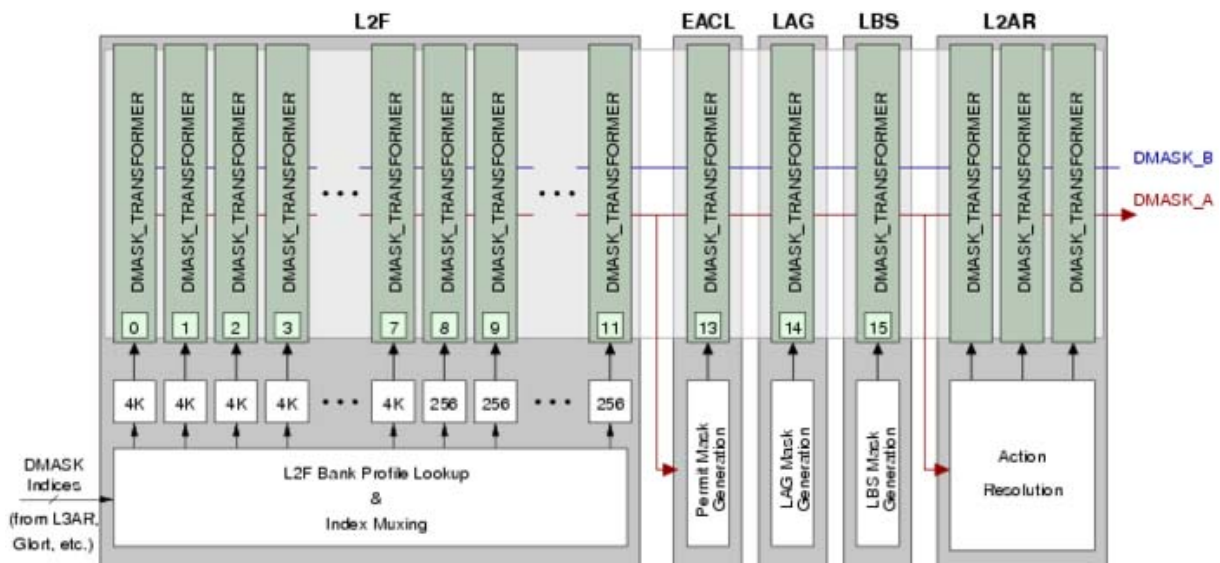 L2F EACL LAG LBS L2AR
DMASK_TRANSFORMER
DMASK_TRANSFORMER
DMASK_TRANSFORMER
DMASK_TRANSFORMER
• • •
DMASK_TRANSFORMER
DMASK_TRANSFORMER
DMASK_TRANSFORMER
• • •
DMASK_TRANSFORMER
DMASK_TRANSFORMER
DMASK_TRANSFORMER
DMASK_TRANSFORMER
DMASK_TRANSFORMER
DMASK_TRANSFORMER
DMASK_TRANSFORMER
DMASK_B
DMASK_A
0 1 2 3 7 8 9 11 13 14 15
4K 4K 4K 4K • • • 4K 256 256 • • • 256
DMASK
Indices
(from L3AR,
Glort, etc.)
L2F Bank Profile Lookup
&
Index Muxing
Permit Mask
Generation
LAG Mask
Generation
LBS Mask
Generation
Action
Resolution